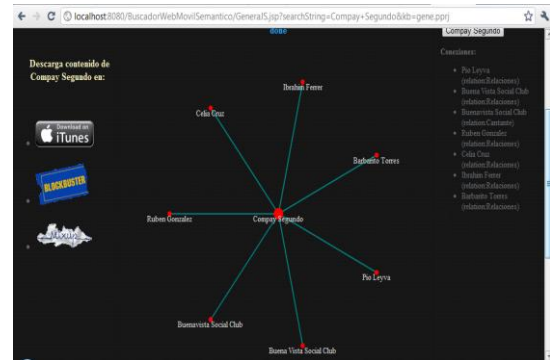 localhost:8080/BuscadorWebMovilSemantico/GeneralJS.jsp?searchString=Compay+Segundo&kb=gene.pprj
done
Compay Segundo
Descarga contenido de
Compay Segundo en:
Download on
iTunes
BLOCKBUSTER
Ibrahim Ferrer
Celia Cruz
Barbarito Torres
Ruben Gonzalez
Compay Segundo
Pio Leyva
Buenavista Social Club
Buena Vista Social Club
Conexiones:
Pio Leyva
(relation:Relaciones)
Buena Vista Social Club
(relation:Relaciones)
Buenavista Social Club
(relation:Cantante)
Ruben Gonzalez
(relation:Relaciones)
Celia Cruz
(relation:Relaciones)
Ibrahim Ferrer
(relation:Relaciones)
Barbarito Torres
(relation:Relaciones)